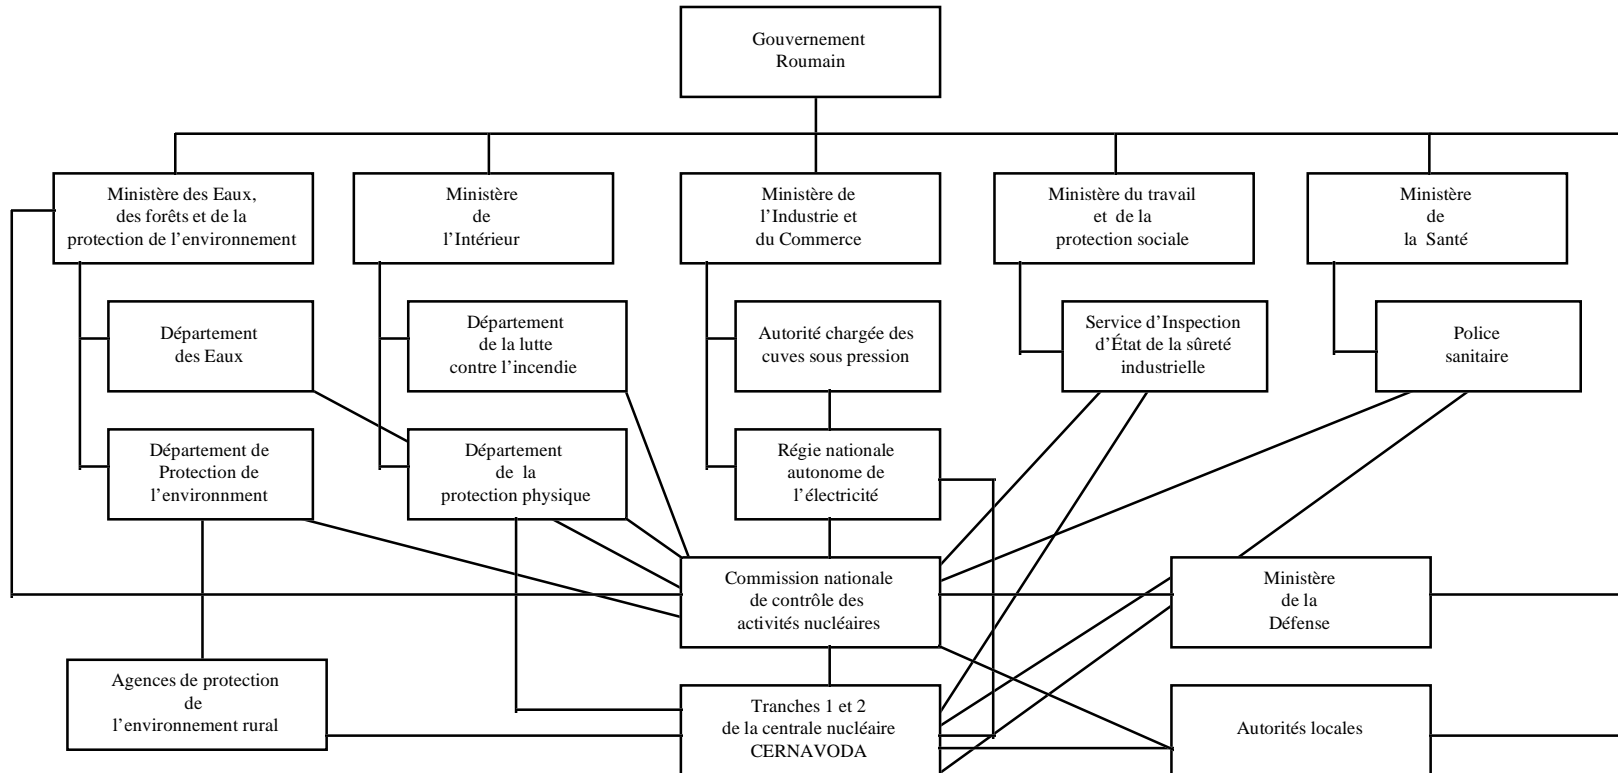 Gouvernement
Roumain
Ministère des Eaux,
des forêts et de la
protection de l’environnement
Ministère
de
l’Intérieur
Ministère de
l’Industrie et
du Commerce
Ministère du travail
et de la
protection sociale
Ministère
de
la Santé
Département
des Eaux
Département
de la lutte
contre l’incendie
Autorité chargée des
cuves sous pression
Service d’Inspection
d’État de la sûreté
industrielle
Police
sanitaire
Département de
Protection de
l’environnment
Département
de la
protection physique
Régie nationale
autonome de
l’électricité
Commission nationale
de contrôle des
activités nucléaires
Ministère
de la
Défense
Agences de protection
de
l’environnement rural
Tranches 1 et 2
de la centrale nucléaire
CERNAVODA
Autorités locales